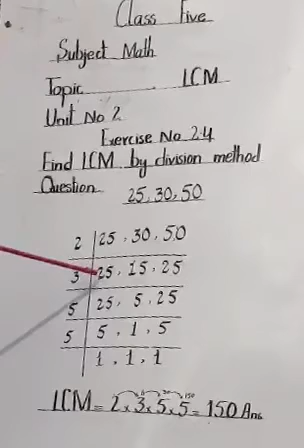 Class Five
Subject Math
Topic LCM
Unit No 2
Exercise No 2.4
Find LCM by division method
Question 25, 30, 50
2 | 25, 30, 50
3 | 25, 15, 25
5 | 25, 5, 25
5 | 5, 1, 5
1, 1, 1
LCM = 2 x 3 x 5 x 5 = 150 Ans